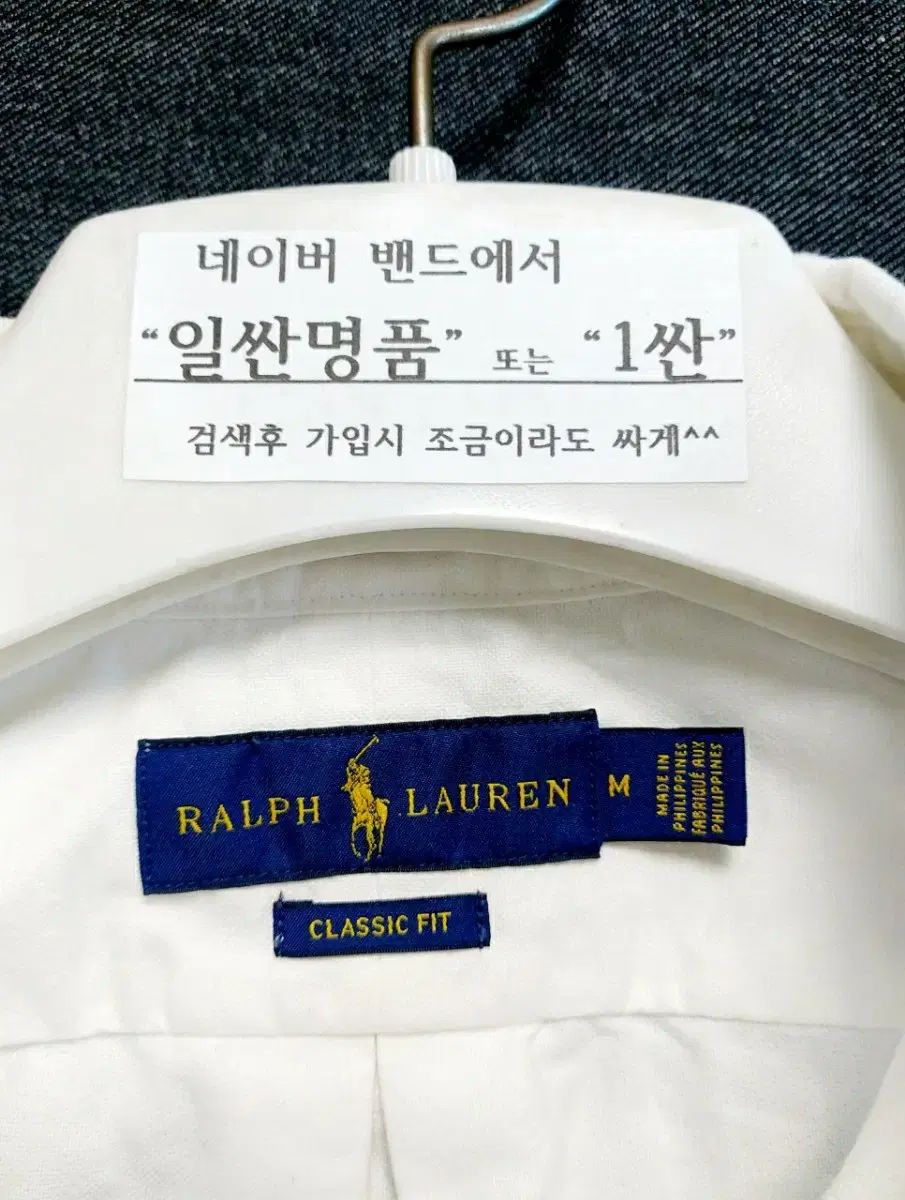 네이버 밴드에서
“일싼명품” 또는 “1싼”
검색후 가입시 조금이라도 싸게^^
RALPH LAUREN
M
MADE IN
PHILIPPINES
FABRIQUÉ AUX
PHILIPPINES
CLASSIC FIT